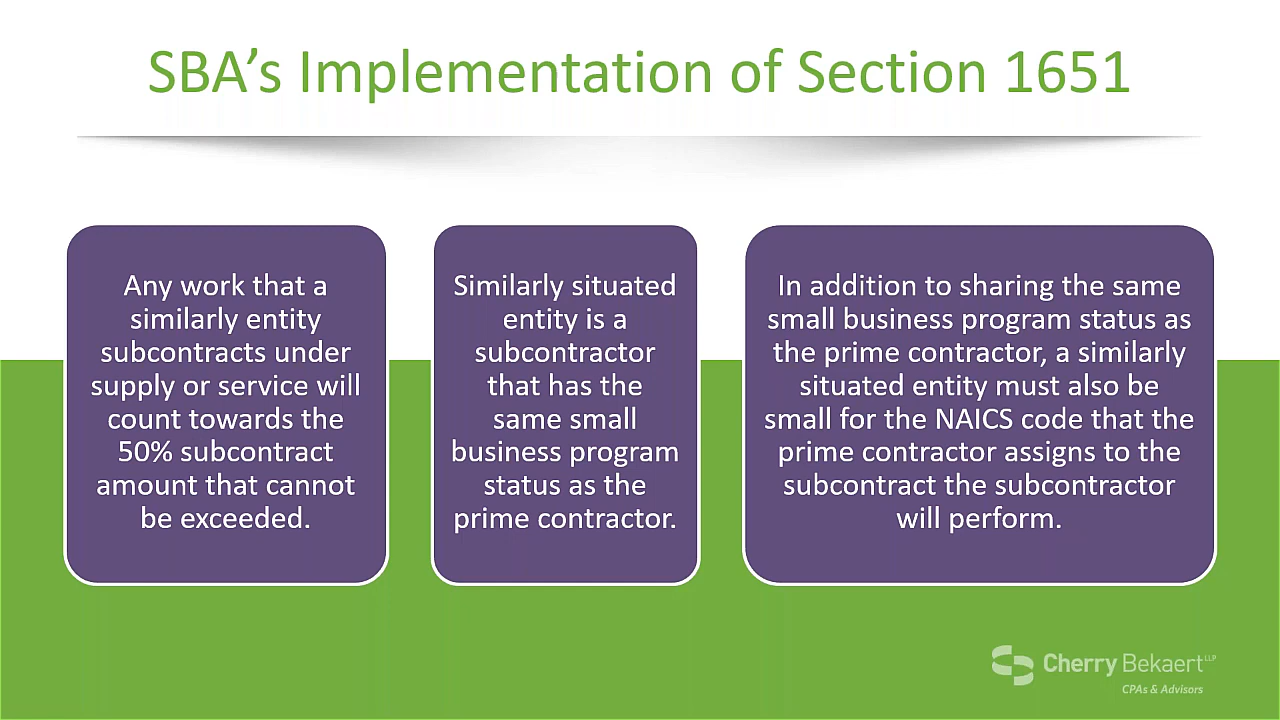 SBA’s Implementation of Section 1651
Any work that a
similarly entity
subcontracts under
supply or service will
count towards the
50% subcontract
amount that cannot
be exceeded.
Similarly situated
entity is a
subcontractor
that has the
same small
business program
status as the
prime contractor.
In addition to sharing the same
small business program status as
the prime contractor, a similarly
situated entity must also be
small for the NAICS code that the
prime contractor assigns to the
subcontract the subcontractor
will perform.
Cherry Bekaert LLP
CPAs & Advisors